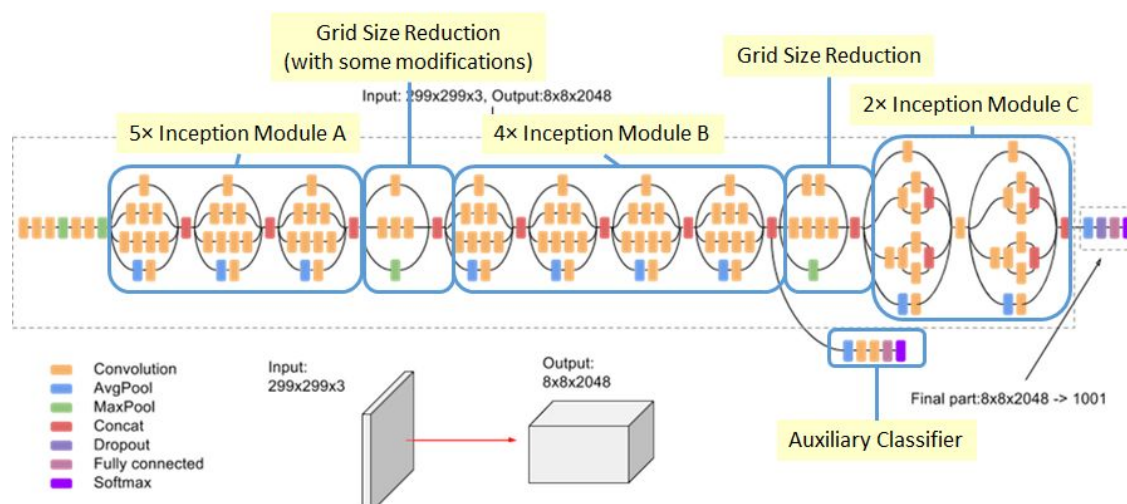 Grid Size Reduction
(with some modifications)
Grid Size Reduction
Input: 299x299x3, Output:8x8x2048
2× Inception Module C
5× Inception Module A
4× Inception Module B
Convolution
AvgPool
MaxPool
Concat
Dropout
Fully connected
Softmax
Input:
299x299x3
Output:
8x8x2048
Final part:8x8x2048 -> 1001
Auxiliary Classifier